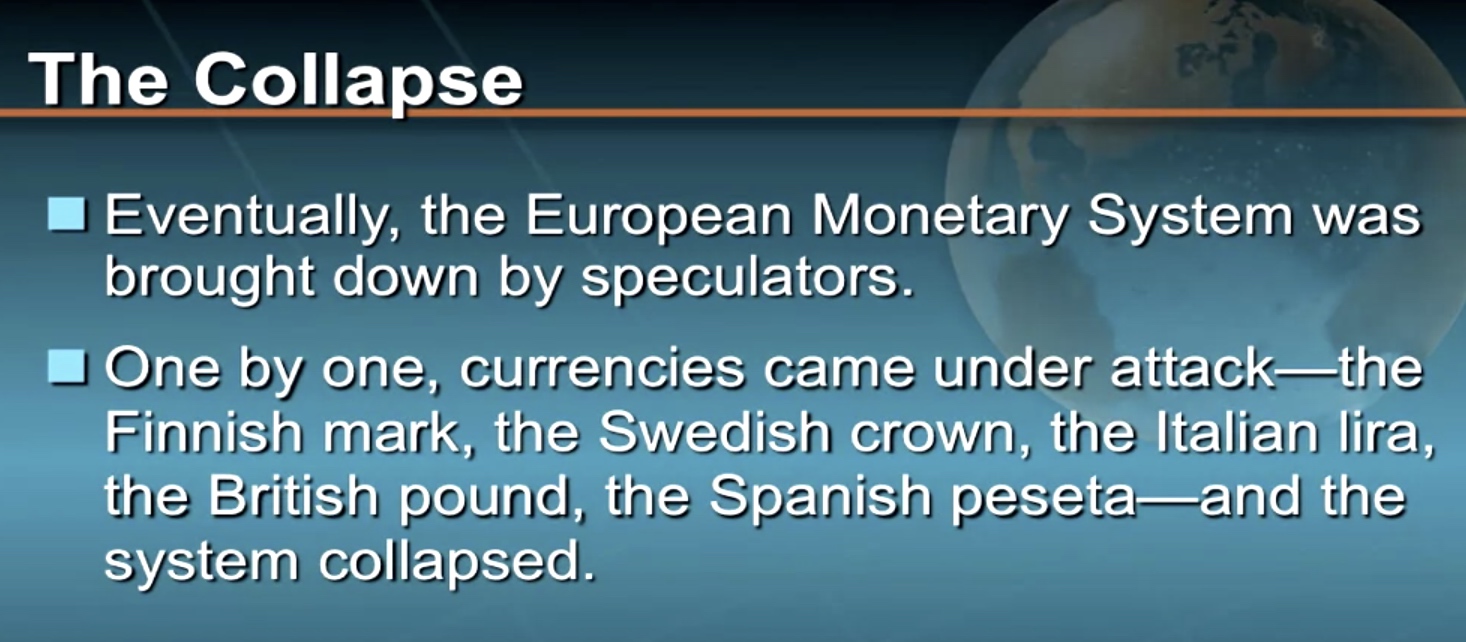 The Collapse
Eventually, the European Monetary System was
brought down by speculators.
One by one, currencies came under attack—the
Finnish mark, the Swedish crown, the Italian lira,
the British pound, the Spanish peseta—and the
system collapsed.